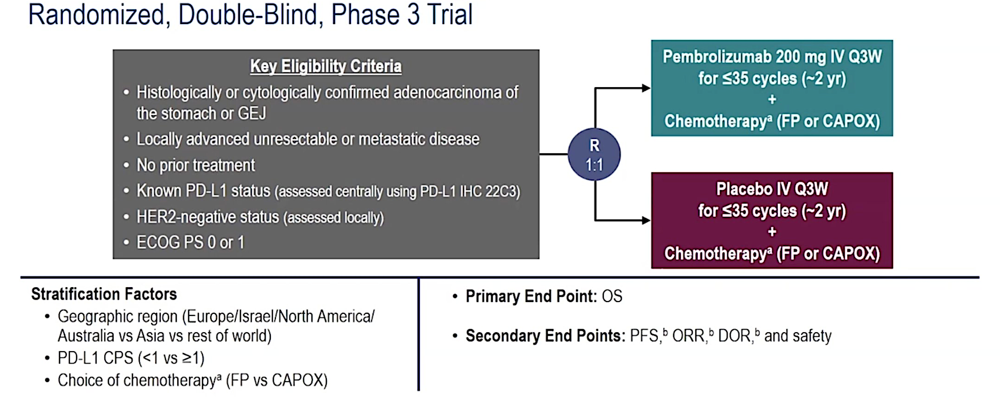 Randomized, Double-Blind, Phase 3 Trial
Key Eligibility Criteria
• Histologically or cytologically confirmed adenocarcinoma of
the stomach or GEJ
• Locally advanced unresectable or metastatic disease
• No prior treatment
• Known PD-L1 status (assessed centrally using PD-L1 IHC 22C3)
• HER2-negative status (assessed locally)
• ECOG PS 0 or 1
R
1:1
Pembrolizumab 200 mg IV Q3W
for ≤35 cycles (~2 yr)
+
Chemotherapyᵃ (FP or CAPOX)
Placebo IV Q3W
for ≤35 cycles (~2 yr)
+
Chemotherapyᵃ (FP or CAPOX)
Stratification Factors
• Geographic region (Europe/Israel/North America/
Australia vs Asia vs rest of world)
• PD-L1 CPS (<1 vs ≥1)
• Choice of chemotherapyᵃ (FP vs CAPOX)
• Primary End Point: OS
• Secondary End Points: PFS,ᵇ ORR,ᵇ DOR,ᵇ and safety